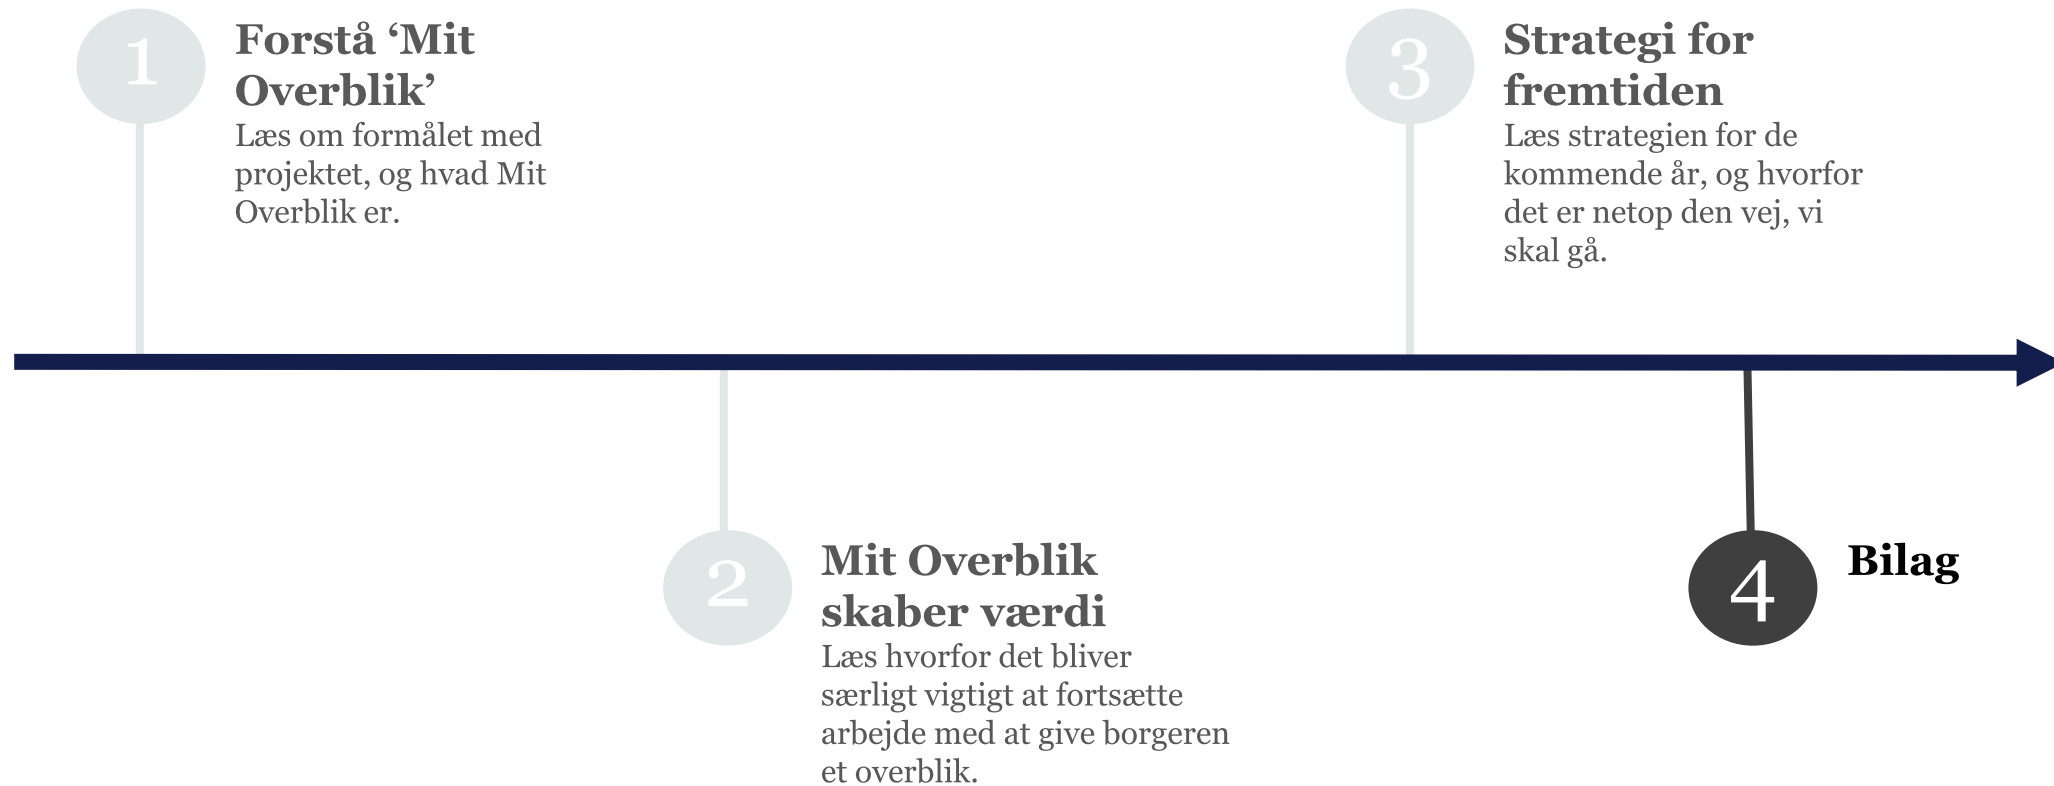 1
Forstå ‘Mit
Overblik’
Læs om formålet med
projektet, og hvad Mit
Overblik er.
2
Mit Overblik
skaber værdi
Læs hvorfor det bliver
særligt vigtigt at fortsætte
arbejde med at give borgeren
et overblik.
3
Strategi for
fremtiden
Læs strategien for de
kommende år, og hvorfor
det er netop den vej, vi
skal gå.
4
Bilag